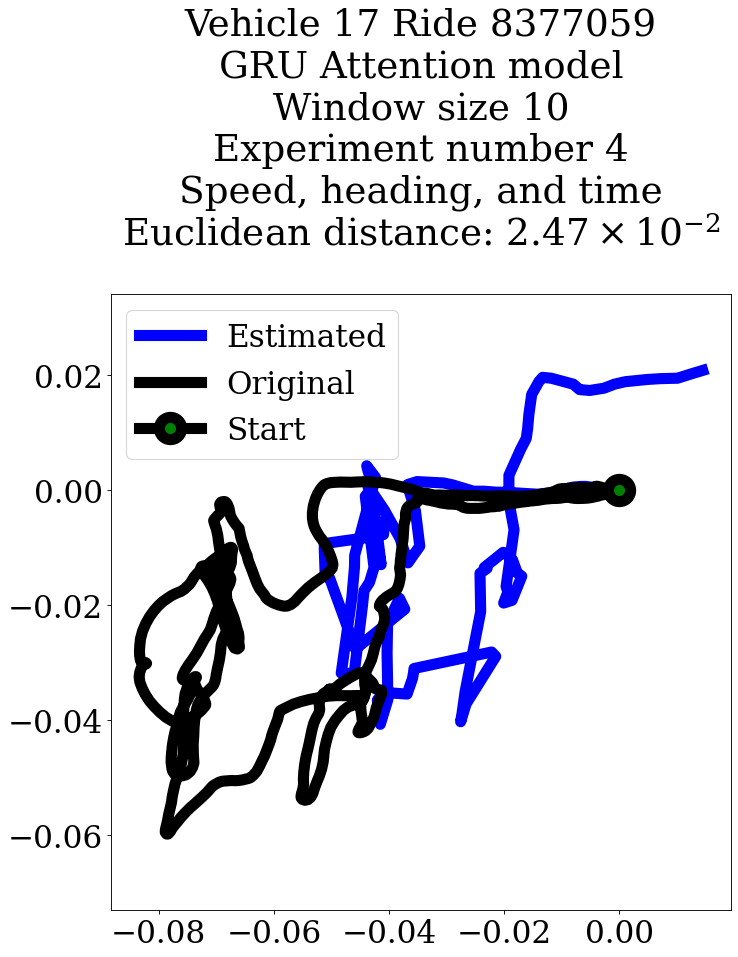 Vehicle 17 Ride 8377059
GRU Attention model
Window size 10
Experiment number 4
Speed, heading, and time
Euclidean distance: 2.47 × 10⁻²
Estimated
Original
Start
0.02
0.00
−0.02
−0.04
−0.06
−0.08 −0.06 −0.04 −0.02 0.00